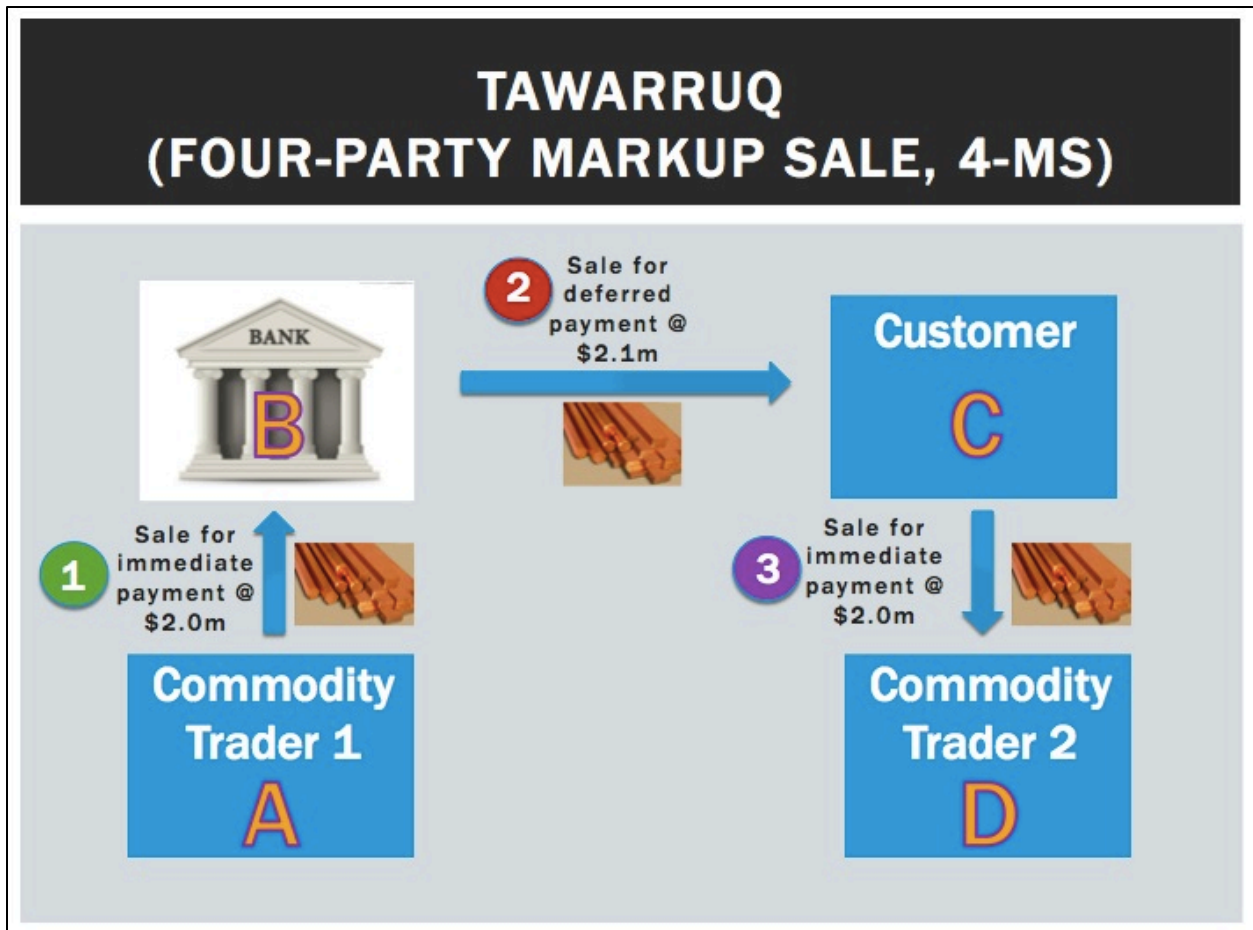 TAWARRUQ
(FOUR-PARTY MARKUP SALE, 4-MS)
BANK
B
2
Sale for
deferred
payment @
$2.1m
Customer
C
1
Sale for
immediate
payment @
$2.0m
3
Sale for
immediate
payment @
$2.0m
Commodity
Trader 1
A
Commodity
Trader 2
D